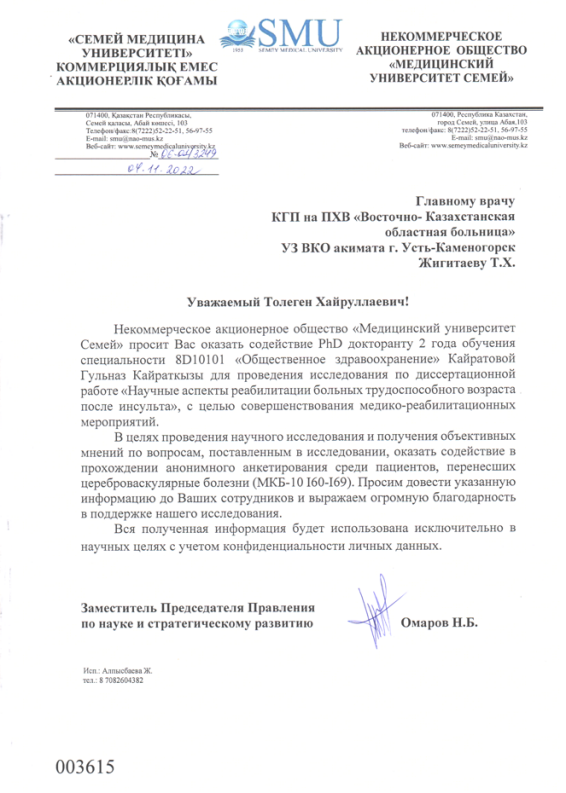 «СЕМЕЙ МЕДИЦИНА
УНИВЕРСИТЕТІ»
КОММЕРЦИЯЛЫҚ ЕМЕС
АКЦИОНЕРЛІК ҚОҒАМЫ
SMU
SEMEY MEDICAL UNIVERSITY
1953
НЕКОММЕРЧЕСКОЕ
АКЦИОНЕРНОЕ ОБЩЕСТВО
«МЕДИЦИНСКИЙ
УНИВЕРСИТЕТ СЕМЕЙ»
071400, Қазақстан Республикасы,
Семей қаласы, Абай көшесі, 103
Телефон/факс:8(7222)52-22-51, 56-97-55
E-mail: smu@nao-mus.kz
Веб-сайт: www.semeymedicaluniversity.kz
071400, Республика Казахстан,
город Семей, улица Абая,103
телефон/факс: 8(7222)52-22-51, 56-97-55
E-mail: smu@nao-mus.kz
Веб-сайт: www.semeymedicaluniversity.kz
№
04.11.2022
Главному врачу
КГП на ПХВ «Восточно- Казахстанская
областная больница»
УЗ ВКО акимата г. Усть-Каменогорск
Жигитаеву Т.Х.
Уважаемый Толеген Хайруллаевич!
Некоммерческое акционерное общество «Медицинский университет
Семей» просит Вас оказать содействие PhD докторанту 2 года обучения
специальности 8D10101 «Общественное здравоохранение» Кайратовой
Гульназ Кайраткызы для проведения исследования по диссертационной
работе «Научные аспекты реабилитации больных трудоспособного возраста
после инсульта», с целью совершенствования медико-реабилитационных
мероприятий.
В целях проведения научного исследования и получения объективных
мнений по вопросам, поставленным в исследовании, оказать содействие в
прохождении анонимного анкетирования среди пациентов, перенесших
цереброваскулярные болезни (МКБ-10 I60-I69). Просим довести указанную
информацию до Ваших сотрудников и выражаем огромную благодарность
в поддержке нашего исследования.
Вся полученная информация будет использована исключительно в
научных целях с учетом конфиденциальности личных данных.
Заместитель Председателя Правления
по науке и стратегическому развитию
Омаров Н.Б.
Исп.: Алпысбаева Ж.
тел.: 8 7082604382
003615